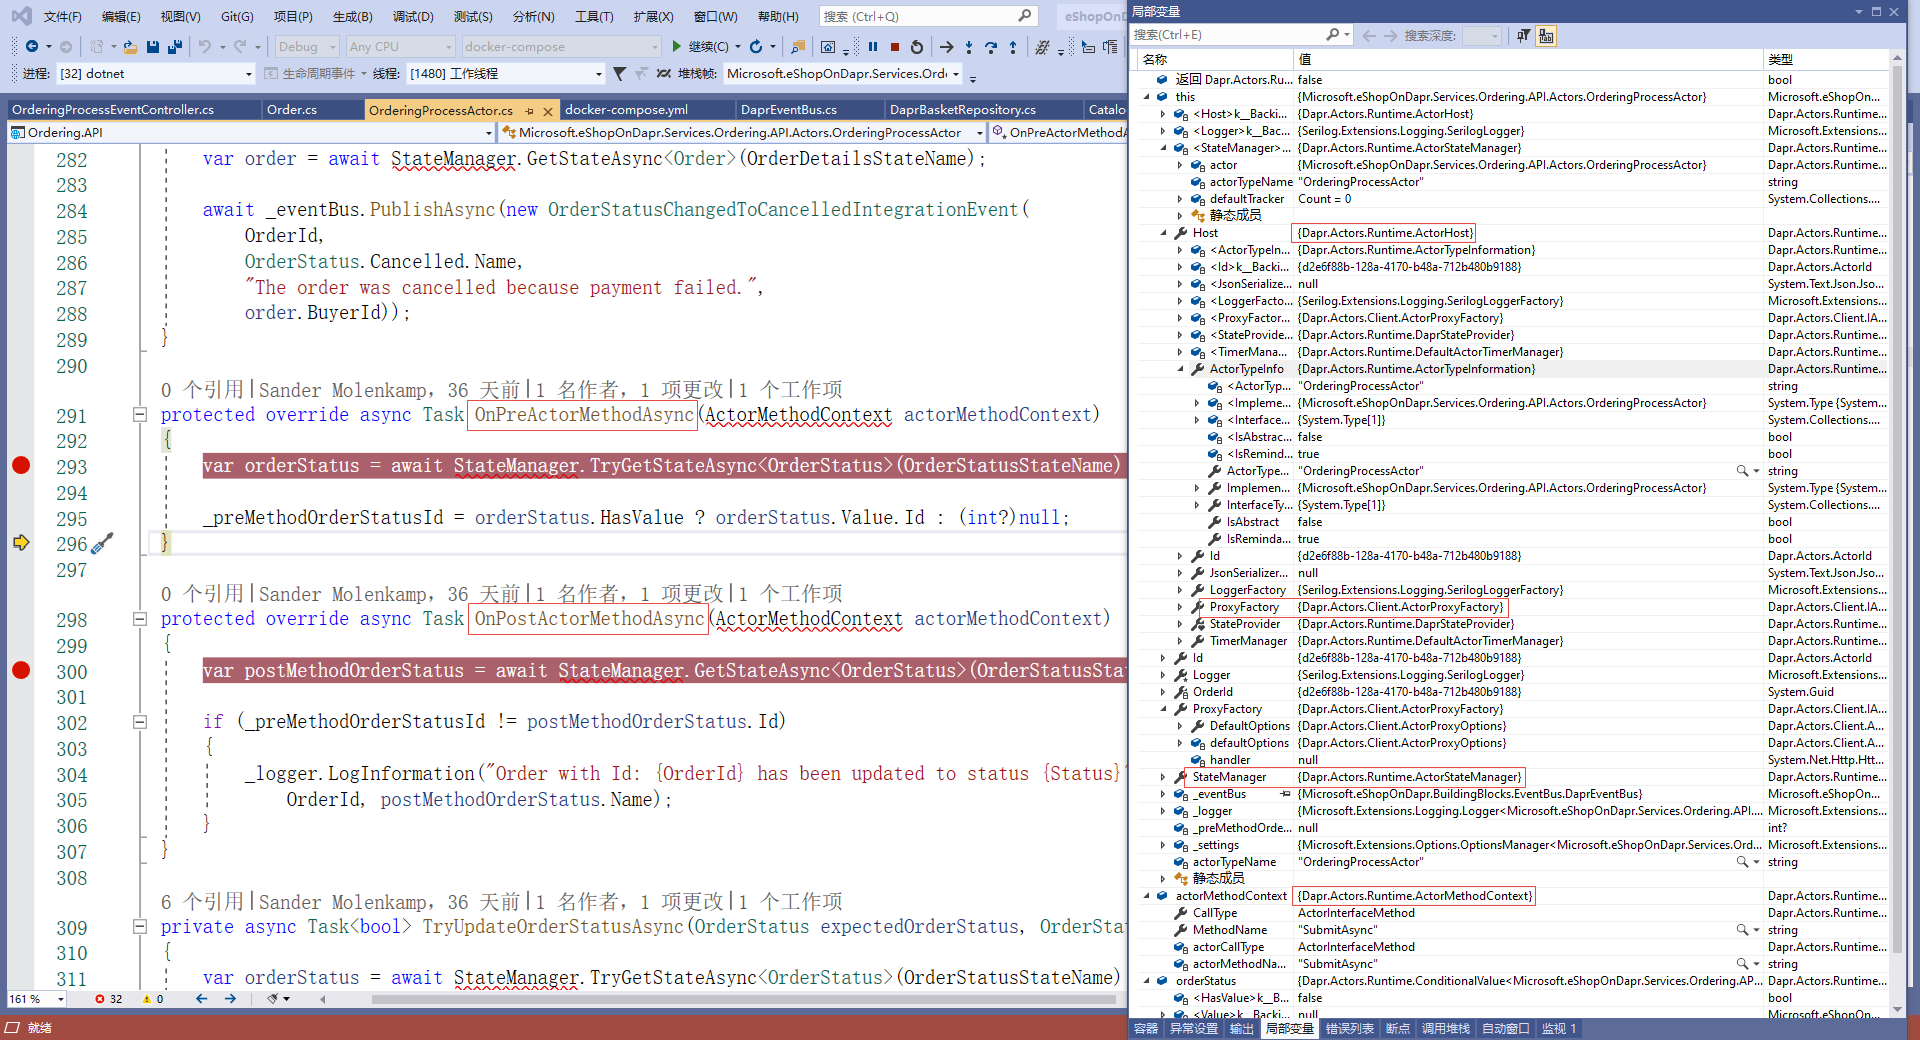 文件(F) 编辑(E) 视图(V) Git(G) 项目(P) 生成(B) 调试(D) 测试(S) 分析(N) 工具(T) 扩展(X) 窗口(W) 帮助(H) 搜索 (Ctrl+Q) eShopOnD
Debug Any CPU docker-compose 继续(C)
进程: [32] dotnet 生命周期事件 线程: [1480] 工作线程 堆栈帧: Microsoft.eShopOnDapr.Services.Orde
OrderingProcessEventController.cs Order.cs OrderingProcessActor.cs docker-compose.yml DaprEventBus.cs DaprBasketRepository.cs Catalo
Ordering.API Microsoft.eShopOnDapr.Services.Ordering.API.Actors.OrderingProcessActor OnPreActorMethodA
282 var order = await StateManager.GetStateAsync<Order>(OrderDetailsStateName);
283
284 await _eventBus.PublishAsync(new OrderStatusChangedToCancelledIntegrationEvent(
285 OrderId,
286 OrderStatus.Cancelled.Name,
287 "The order was cancelled because payment failed.",
288 order.BuyerId));
289 }
290
0 个引用|Sander Molenkamp，36 天前|1 名作者，1 项更改|1 个工作项
291 protected override async Task OnPreActorMethodAsync(ActorMethodContext actorMethodContext)
292 {
293 var orderStatus = await StateManager.TryGetStateAsync<OrderStatus>(OrderStatusStateName)
294
295 _preMethodOrderStatusId = orderStatus.HasValue ? orderStatus.Value.Id : (int?)null;
296 }
297
0 个引用|Sander Molenkamp，36 天前|1 名作者，1 项更改|1 个工作项
298 protected override async Task OnPostActorMethodAsync(ActorMethodContext actorMethodContext)
299 {
300 var postMethodOrderStatus = await StateManager.GetStateAsync<OrderStatus>(OrderStatusSta
301
302 if (_preMethodOrderStatusId != postMethodOrderStatus.Id)
303 {
304 _logger.LogInformation("Order with Id: {OrderId} has been updated to status {Status}"
305 OrderId, postMethodOrderStatus.Name);
306 }
307 }
308
6 个引用|Sander Molenkamp，36 天前|1 名作者，1 项更改|1 个工作项
309 private async Task<bool> TryUpdateOrderStatusAsync(OrderStatus expectedOrderStatus, OrderStat
310 {
311 var orderStatus = await StateManager.TryGetStateAsync<OrderStatus>(OrderStatusStateName)
161 % 32 0
就绪
局部变量
搜索(Ctrl+E) 搜索深度:
名称 值 类型
返回 Dapr.Actors.Ru... false bool
this {Microsoft.eShopOnDapr.Services.Ordering.API.Actors.OrderingProcessActor} Microsoft.eShopOn...
<Host>k__Backi... {Dapr.Actors.Runtime.ActorHost} Dapr.Actors.Runtime...
<Logger>k__Bac... {Serilog.Extensions.Logging.SerilogLogger} Microsoft.Extensions...
<StateManager>... {Dapr.Actors.Runtime.ActorStateManager} Dapr.Actors.Runtime...
actor {Microsoft.eShopOnDapr.Services.Ordering.API.Actors.OrderingProcessActor} Dapr.Actors.Runtime...
actorTypeName "OrderingProcessActor" string
defaultTracker Count = 0 System.Collections....
静态成员
Host {Dapr.Actors.Runtime.ActorHost} Dapr.Actors.Runtime...
<ActorTypeIn... {Dapr.Actors.Runtime.ActorTypeInformation} Dapr.Actors.Runtime...
<Id>k__Backi... {d2e6f88b-128a-4170-b48a-712b480b9188} Dapr.Actors.ActorId
<JsonSerialize... null System.Text.Json.Jso...
<LoggerFacto... {Serilog.Extensions.Logging.SerilogLoggerFactory} Microsoft.Extensions...
<ProxyFactor... {Dapr.Actors.Client.ActorProxyFactory} Dapr.Actors.Client.IA...
<StateProvide... {Dapr.Actors.Runtime.DaprStateProvider} Dapr.Actors.Runtime...
<TimerMana... {Dapr.Actors.Runtime.DefaultActorTimerManager} Dapr.Actors.Runtime...
ActorTypeInfo {Dapr.Actors.Runtime.ActorTypeInformation} Dapr.Actors.Runtime...
<ActorTyp... "OrderingProcessActor" string
<Impleme... {Microsoft.eShopOnDapr.Services.Ordering.API.Actors.OrderingProcessActor} System.Type {System...
<Interface... {System.Type[1]} System.Collections....
<IsAbstrac... false bool
<IsRemind... true bool
ActorType... "OrderingProcessActor" string
Implemen... {Microsoft.eShopOnDapr.Services.Ordering.API.Actors.OrderingProcessActor} System.Type {System...
InterfaceTy... {System.Type[1]} System.Collections....
IsAbstract false bool
IsReminda... true bool
Id {d2e6f88b-128a-4170-b48a-712b480b9188} Dapr.Actors.ActorId
JsonSerializer... null System.Text.Json.Jso...
LoggerFactory {Serilog.Extensions.Logging.SerilogLoggerFactory} Microsoft.Extensions...
ProxyFactory {Dapr.Actors.Client.ActorProxyFactory} Dapr.Actors.Client.IA...
StateProvider {Dapr.Actors.Runtime.DaprStateProvider} Dapr.Actors.Runtime...
TimerManager {Dapr.Actors.Runtime.DefaultActorTimerManager} Dapr.Actors.Runtime...
Id {d2e6f88b-128a-4170-b48a-712b480b9188} Dapr.Actors.ActorId
Logger {Serilog.Extensions.Logging.SerilogLogger} Microsoft.Extensions...
OrderId {d2e6f88b-128a-4170-b48a-712b480b9188} System.Guid
ProxyFactory {Dapr.Actors.Client.ActorProxyFactory} Dapr.Actors.Client.IA...
DefaultOptions {Dapr.Actors.Client.ActorProxyOptions} Dapr.Actors.Client.A...
defaultOptions {Dapr.Actors.Client.ActorProxyOptions} Dapr.Actors.Client.A...
handler null System.Net.Http.Htt...
StateManager {Dapr.Actors.Runtime.ActorStateManager} Dapr.Actors.Runtime...
_eventBus {Microsoft.eShopOnDapr.BuildingBlocks.EventBus.DaprEventBus} Microsoft.eShopOn...
_logger {Microsoft.Extensions.Logging.Logger<Microsoft.eShopOnDapr.Services.Ordering.API.... Microsoft.Extensions...
_preMethodOrde... null int?
_settings {Microsoft.Extensions.Options.OptionsManager<Microsoft.eShopOnDapr.Services.Ord... Microsoft.Extensions...
actorTypeName "OrderingProcessActor" string
静态成员
actorMethodContext {Dapr.Actors.Runtime.ActorMethodContext} Dapr.Actors.Runtime...
CallType ActorInterfaceMethod Dapr.Actors.Runtime...
MethodName "SubmitAsync" string
actorCallType ActorInterfaceMethod Dapr.Actors.Runtime...
actorMethodNa... "SubmitAsync" string
orderStatus {Dapr.Actors.Runtime.ConditionalValue<Microsoft.eShopOnDapr.Services.Ordering.AP... Dapr.Actors.Runtime...
<HasValue>k__B... false bool
<Value>k__Backi... null Microsoft.eShopOn...
容器 异常设置 输出 局部变量 错误列表 断点 调用堆栈 自动窗口 监视 1